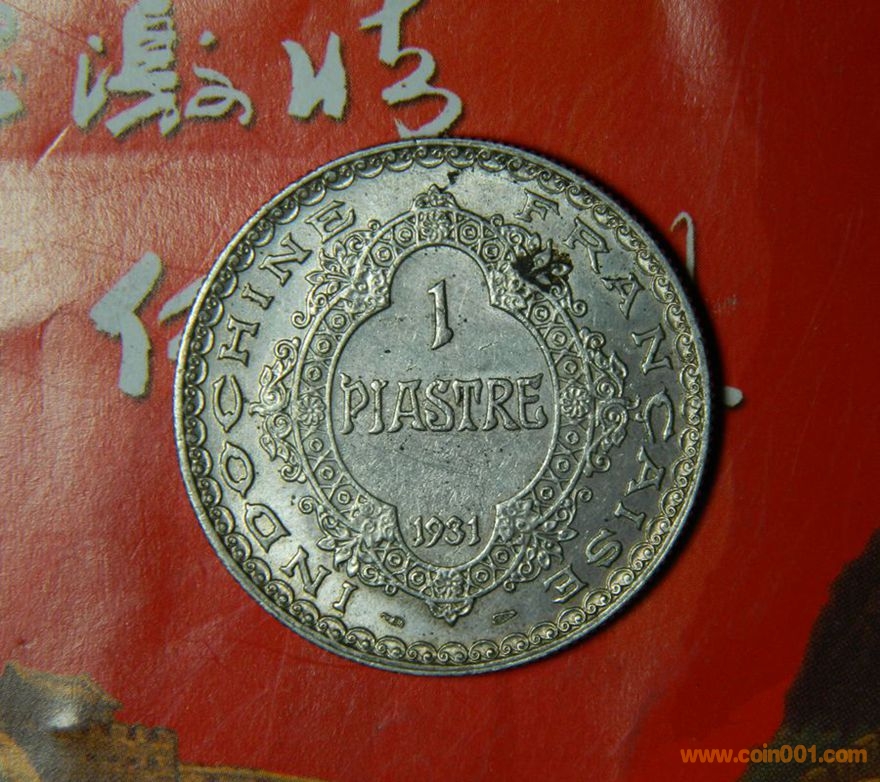 INDOCHINE FRANÇAISE
1
PIASTRE
1931
www.coin001.com